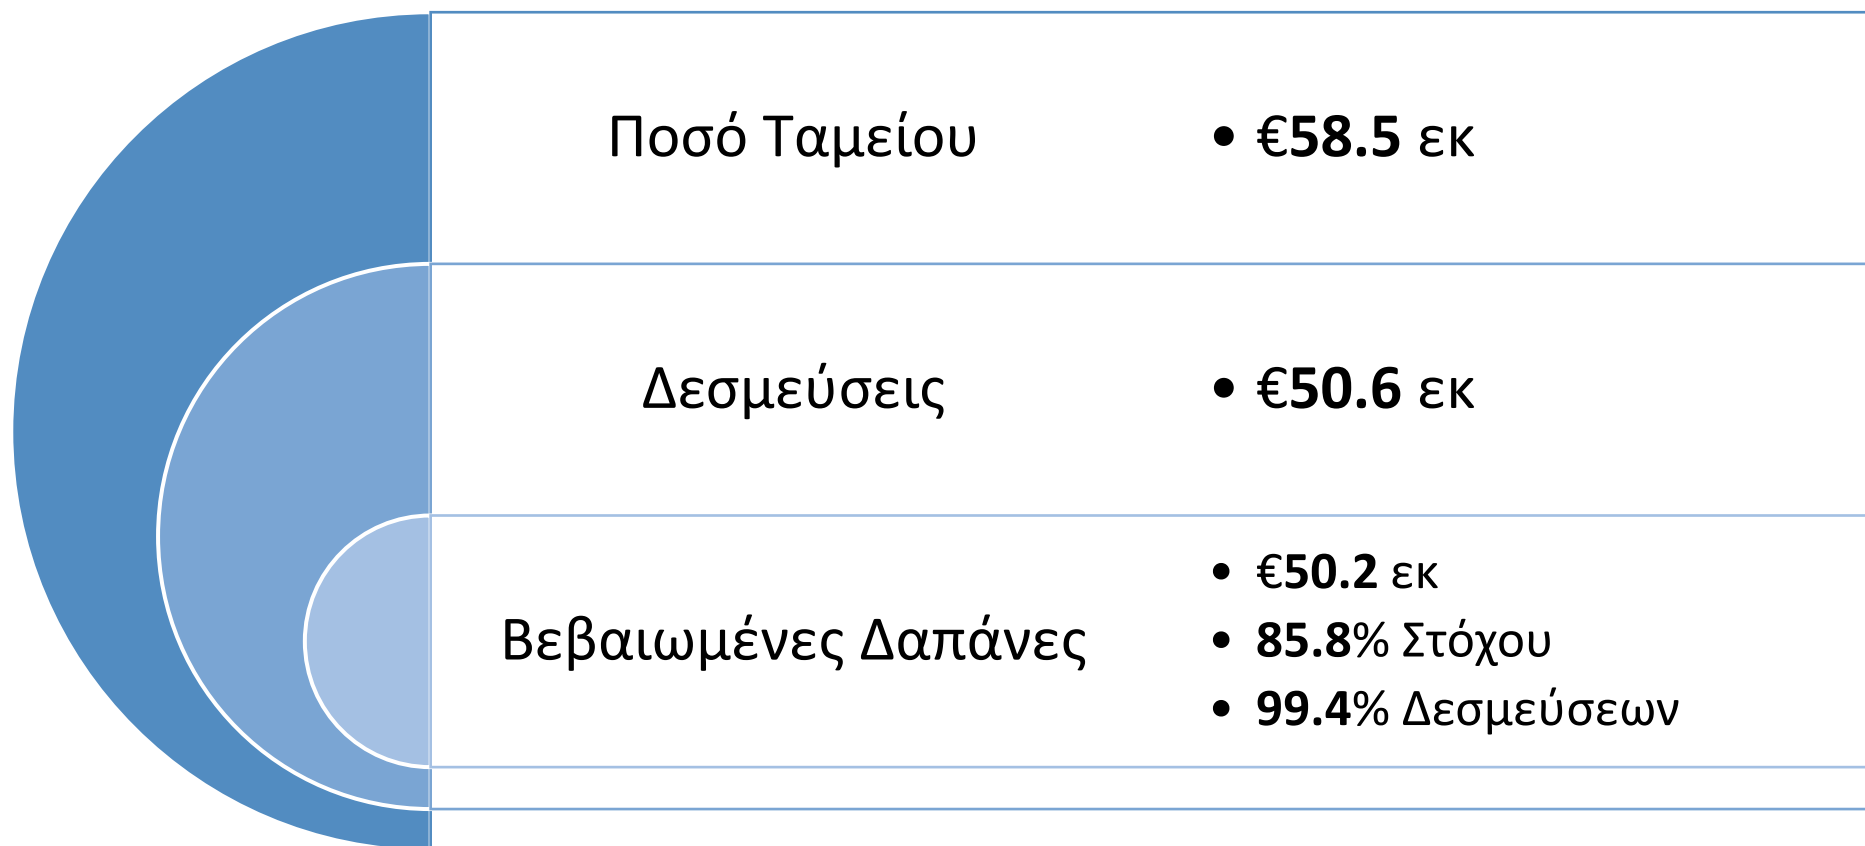 Ποσό Ταμείου
• €58.5 εκ
Δεσμεύσεις
• €50.6 εκ
Βεβαιωμένες Δαπάνες
• €50.2 εκ
• 85.8% Στόχου
• 99.4% Δεσμεύσεων